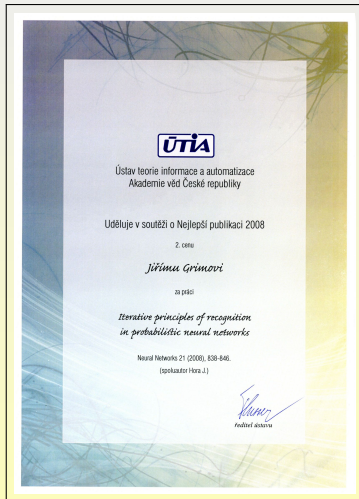 ÚTIA
Ústav teorie informace a automatizace
Akademie věd České republiky
Uděluje v soutěži o Nejlepší publikaci 2008
2. cenu
Jiřímu Grimovi
za práci
Iterative principles of recognition
in probabilistic neural networks
Neural Networks 21 (2008), 838-846.
(spoluautor Hora J.)
ředitel ústavu